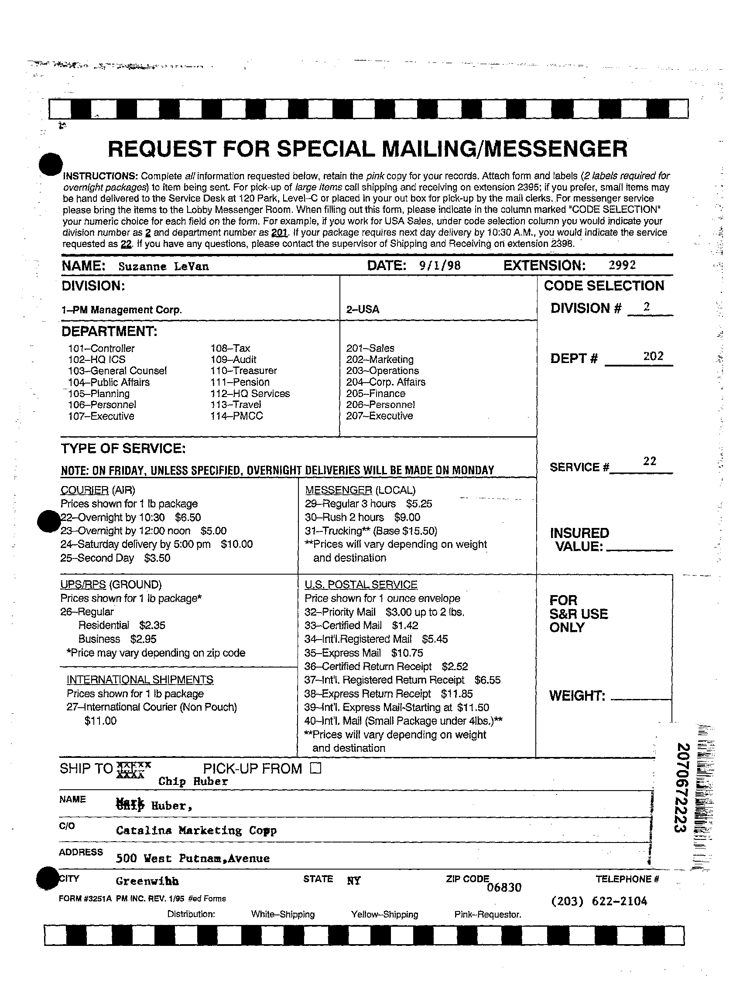 REQUEST FOR SPECIAL MAILING/MESSENGER
INSTRUCTIONS: Complete all information requested below, retain the pink copy for your records. Attach form and labels (2 labels required for
overnight packages) to item being sent. For pick-up of large items call shipping and receiving on extension 2395; if you prefer, small items may
be hand delivered to the Service Desk at 120 Park, Level-C or placed in your out box for pick-up by the mail clerks. For messenger service
please bring the items to the Lobby Messenger Room. When filling out this form, please indicate in the column marked "CODE SELECTION"
your numeric choice for each field on the form. For example, if you work for USA Sales, under code selection column you would indicate your
division number as 2 and department number as 201. If your package requires next day delivery by 10:30 A.M., you would indicate the service
requested as 22. If you have any questions, please contact the supervisor of Shipping and Receiving on extension 2398.
NAME: Suzanne LeVan DATE: 9/1/98 EXTENSION: 2992
DIVISION: CODE SELECTION
1–PM Management Corp. 2–USA DIVISION # 2
DEPARTMENT:
101–Controller 108–Tax 201–Sales
102–HQ ICS 109–Audit 202–Marketing
103–General Counsel 110–Treasurer 203–Operations
104–Public Affairs 111–Pension 204–Corp. Affairs
105–Planning 112–HQ Services 205–Finance
106–Personnel 113–Travel 206–Personnel
107–Executive 114–PMCC 207–Executive
DEPT # 202
TYPE OF SERVICE:
NOTE: ON FRIDAY, UNLESS SPECIFIED, OVERNIGHT DELIVERIES WILL BE MADE ON MONDAY
SERVICE # 22
COURIER (AIR)
Prices shown for 1 lb package
22–Overnight by 10:30 $6.50
23–Overnight by 12:00 noon $5.00
24–Saturday delivery by 5:00 pm $10.00
25–Second Day $3.50
MESSENGER (LOCAL)
29–Regular 3 hours $5.25
30–Rush 2 hours $9.00
31–Trucking** (Base $15.50)
**Prices will vary depending on weight
and destination
INSURED
VALUE:
UPS/RPS (GROUND)
Prices shown for 1 lb package*
26–Regular
Residential $2.35
Business $2.95
*Price may vary depending on zip code
INTERNATIONAL SHIPMENTS
Prices shown for 1 lb package
27–International Courier (Non Pouch)
$11.00
U.S. POSTAL SERVICE
Price shown for 1 ounce envelope
32–Priority Mail $3.00 up to 2 lbs.
33–Certified Mail $1.42
34–Int'l.Registered Mail $5.45
35–Express Mail $10.75
36–Certified Return Receipt $2.52
37–Int'l. Registered Return Receipt $6.55
38–Express Return Receipt $11.85
39–Int'l. Express Mail-Starting at $11.50
40–Int'l. Mail (Small Package under 4lbs.)**
**Prices will vary depending on weight
and destination
FOR
S&R USE
ONLY
WEIGHT:
2070672223
SHIP TO PICK-UP FROM ☐
Chip Huber
NAME Huber,
C/O Catalina Marketing Copp
ADDRESS 500 West Putnam,Avenue
CITY Greenwihh STATE NY ZIP CODE 06830 TELEPHONE # (203) 622-2104
FORM #3251A PM INC. REV. 1/95 #ed Forms
Distribution: White–Shipping Yellow–Shipping Pink–Requestor.